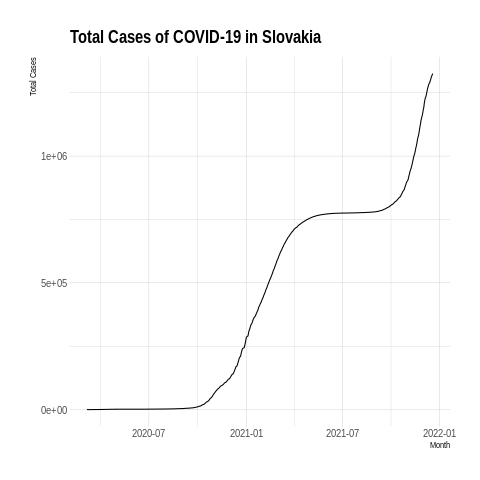 Total Cases of COVID-19 in Slovakia
Total Cases
1e+06
5e+05
0e+00
2020-07 2021-01 2021-07 2022-01
Month